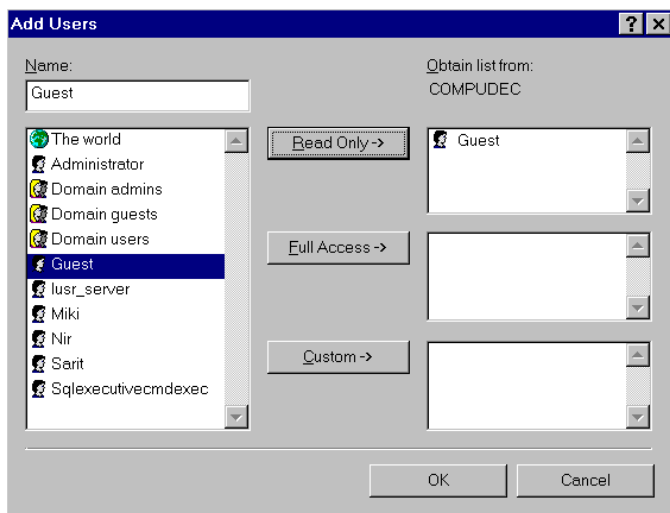 Add Users
Name:
Guest
Obtain list from:
COMPUDEC
The world
Administrator
Domain admins
Domain guests
Domain users
Guest
Iusr_server
Miki
Nir
Sarit
Sqlexecutivecmdexec
Read Only ->
Guest
Full Access ->
Custom ->
OK
Cancel